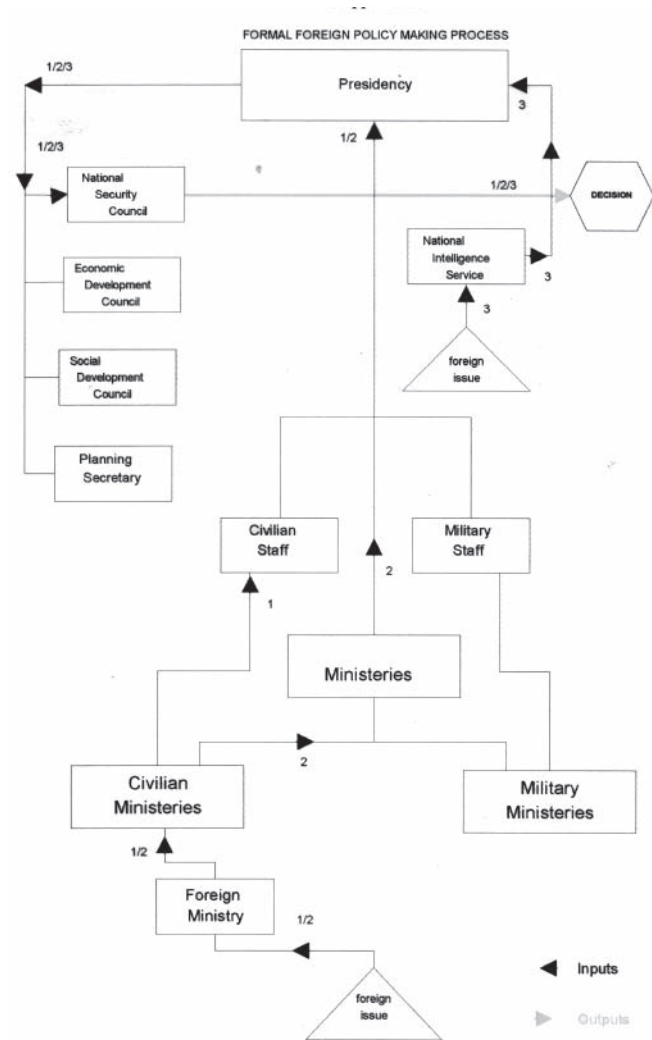 FORMAL FOREIGN POLICY MAKING PROCESS
1/2/3
Presidency
3
1/2/3
1/2
National
Security
Council
1/2/3
DECISION
National
Intelligence
Service
3
Economic
Development
Council
3
foreign
issue
Social
Development
Council
Planning
Secretary
Civilian
Staff
Military
Staff
2
1
Ministeries
2
Civilian
Ministeries
Military
Ministeries
1/2
Foreign
Ministry
1/2
foreign
issue
Inputs
Outputs